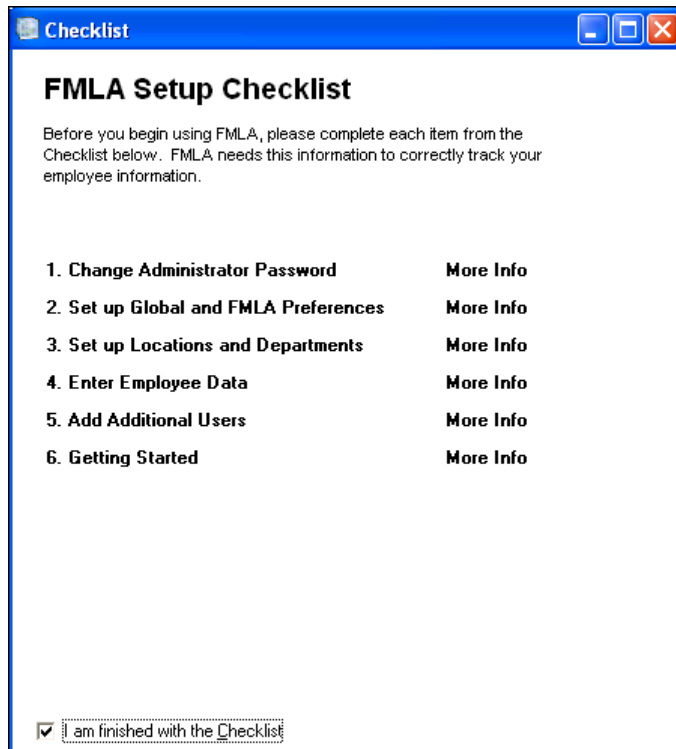 Checklist
FMLA Setup Checklist
Before you begin using FMLA, please complete each item from the
Checklist below. FMLA needs this information to correctly track your
employee information.
1. Change Administrator Password More Info
2. Set up Global and FMLA Preferences More Info
3. Set up Locations and Departments More Info
4. Enter Employee Data More Info
5. Add Additional Users More Info
6. Getting Started More Info
I am finished with the Checklist